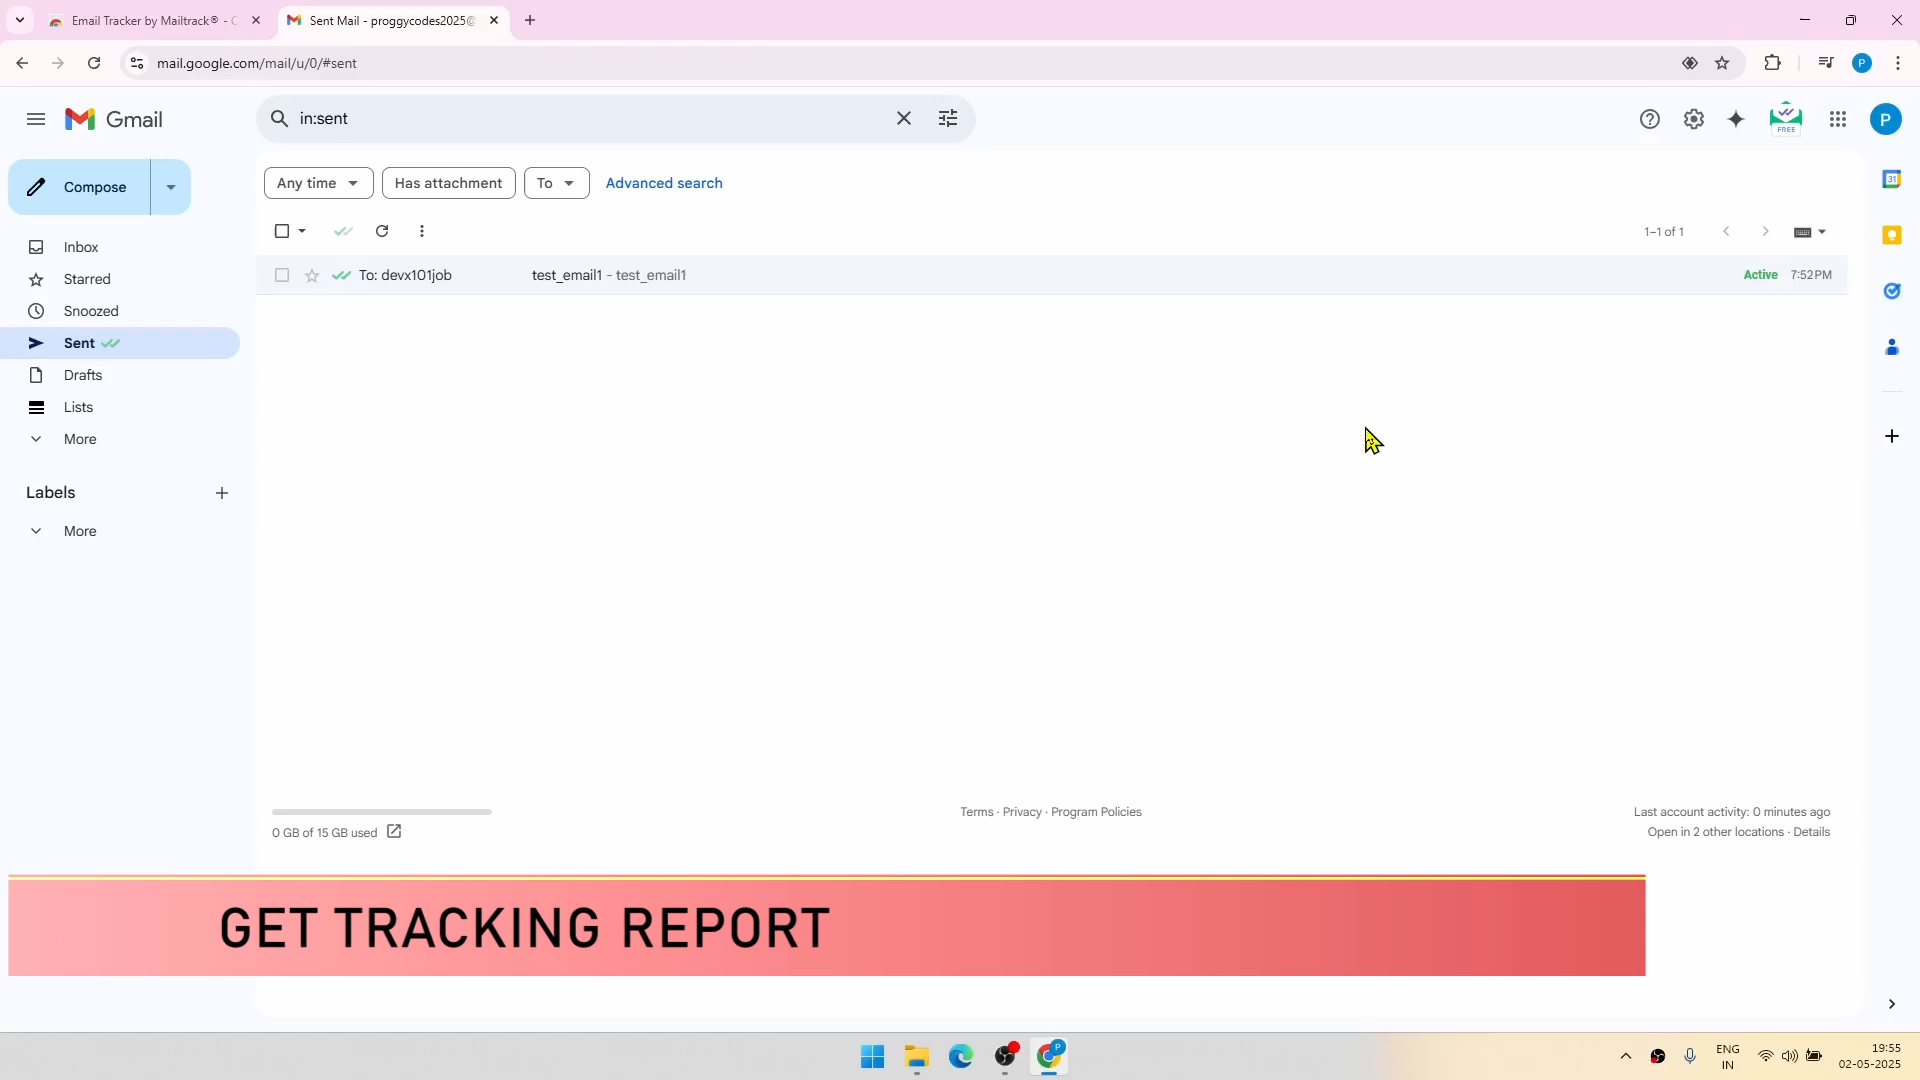 Email Tracker by Mailtrack® - C
Sent Mail - proggycodes2025@
mail.google.com/mail/u/0/#sent
P
Gmail
in:sent
FREE
P
Compose
Any time
Has attachment
To
Advanced search
31
1–1 of 1
Inbox
To: devx101job
test_email1 - test_email1
Active
7:52 PM
Starred
Snoozed
Sent
Drafts
Lists
More
Labels
More
Terms · Privacy · Program Policies
Last account activity: 0 minutes ago
0 GB of 15 GB used
Open in 2 other locations · Details
GET TRACKING REPORT
P
ENG
IN
19:55
02-05-2025